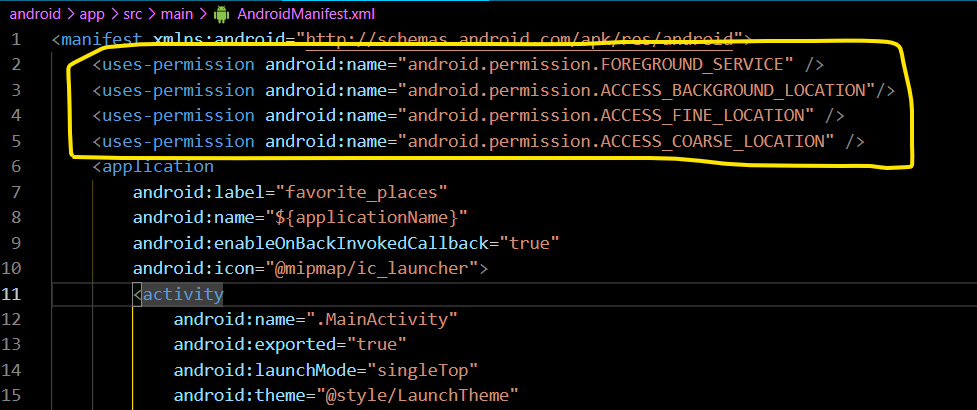 android > app > src > main > AndroidManifest.xml
1 <manifest xmlns:android="http://schemas.android.com/apk/res/android">
2 <uses-permission android:name="android.permission.FOREGROUND_SERVICE" />
3 <uses-permission android:name="android.permission.ACCESS_BACKGROUND_LOCATION"/>
4 <uses-permission android:name="android.permission.ACCESS_FINE_LOCATION" />
5 <uses-permission android:name="android.permission.ACCESS_COARSE_LOCATION" />
6 <application
7 android:label="favorite_places"
8 android:name="${applicationName}"
9 android:enableOnBackInvokedCallback="true"
10 android:icon="@mipmap/ic_launcher">
11 <activity
12 android:name=".MainActivity"
13 android:exported="true"
14 android:launchMode="singleTop"
15 android:theme="@style/LaunchTheme"